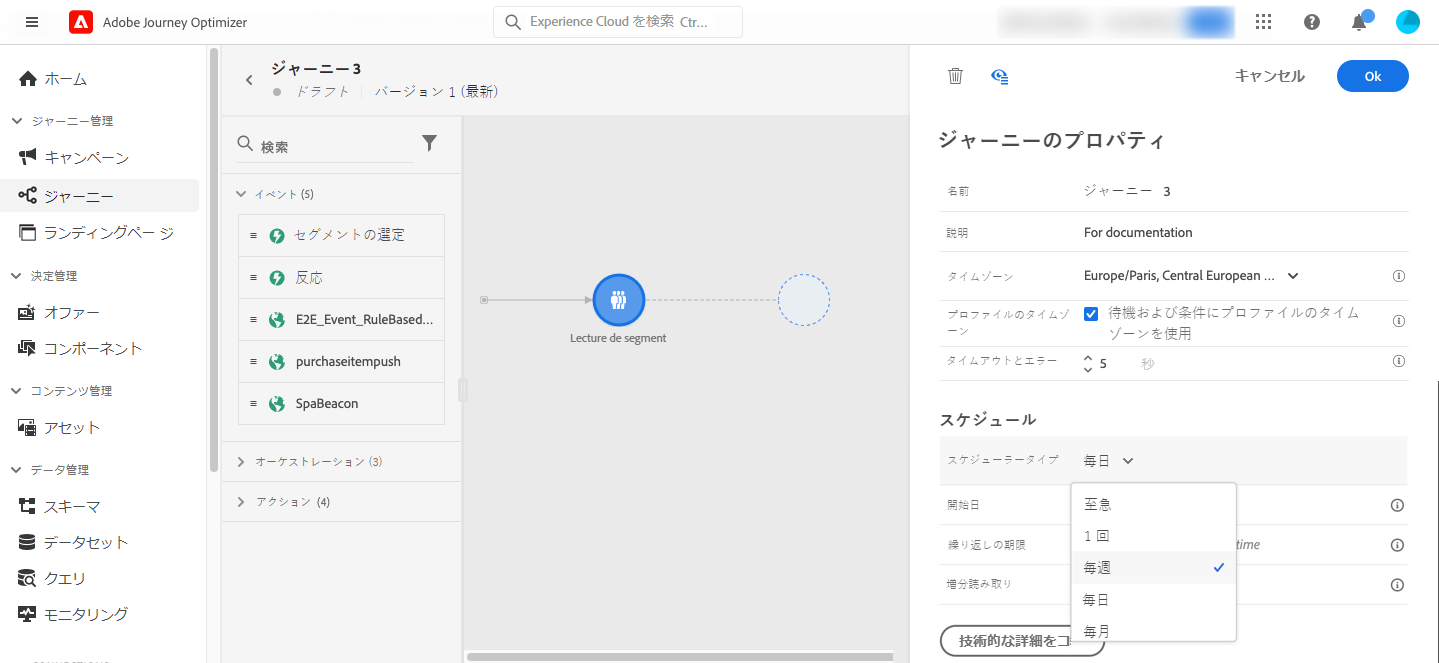 Adobe Journey Optimizer
Experience Cloud を検索 Ctr...
ホーム
ジャーニー管理
キャンペーン
ジャーニー
ランディングページ
決定管理
オファー
コンポーネント
コンテンツ管理
アセット
データ管理
スキーマ
データセット
クエリ
モニタリング
ジャーニー 3
ドラフト
バージョン 1 (最新)
検索
イベント (5)
セグメントの選定
反応
E2E_Event_RuleBased...
purchaseitempush
SpaBeacon
オーケストレーション (3)
アクション (4)
Lecture de segment
キャンセル
Ok
ジャーニーのプロパティ
名前
ジャーニー 3
説明
For documentation
タイムゾーン
Europe/Paris, Central European ...
プロファイルのタイムゾ
ーン
待機および条件にプロファイルのタイム
ゾーンを使用
タイムアウトとエラー
5
秒
スケジュール
スケジューラータイプ
毎日
開始日
繰り返しの期限
time
増分読み取り
至急
1 回
毎週
毎日
毎月
技術的な詳細をコ